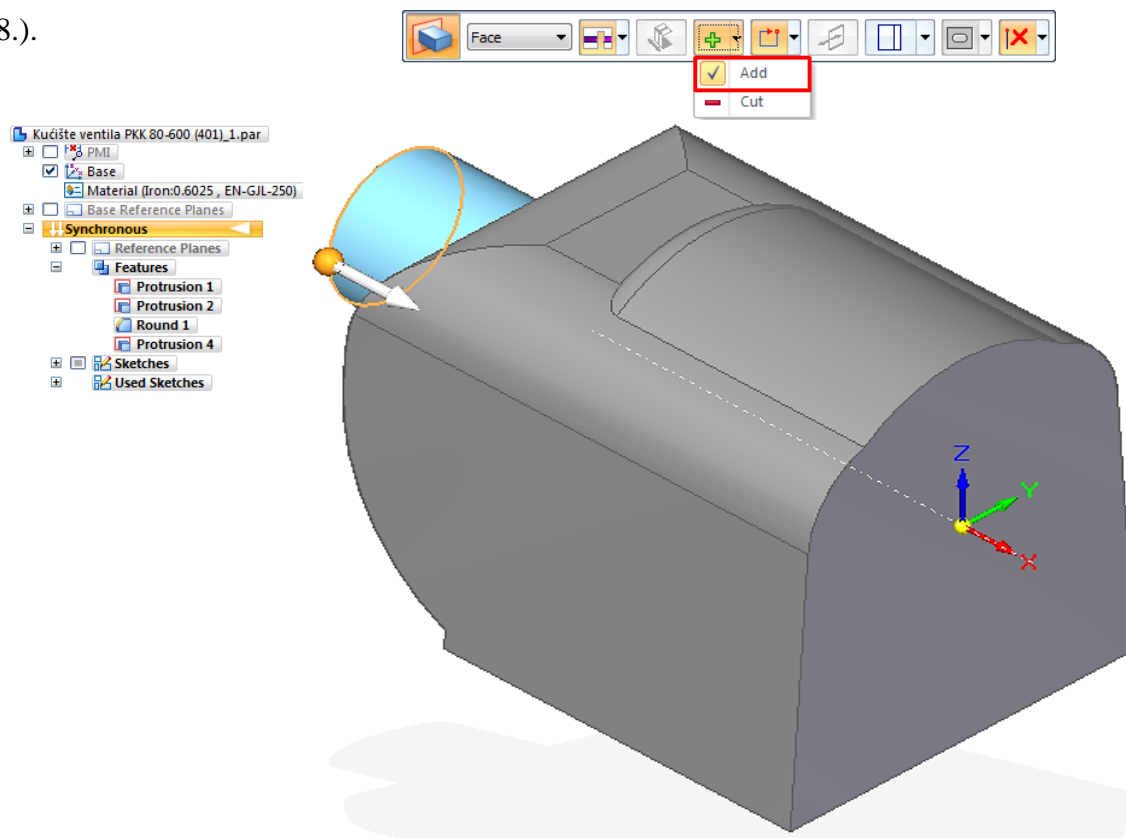 8.).
Face
Add
Cut
Kućište ventila PKK 80-600 (401)_1.par
PMI
Base
Material (Iron:0.6025 , EN-GJL-250)
Base Reference Planes
Synchronous
Reference Planes
Features
Protrusion 1
Protrusion 2
Round 1
Protrusion 4
Sketches
Used Sketches
Z
Y
X